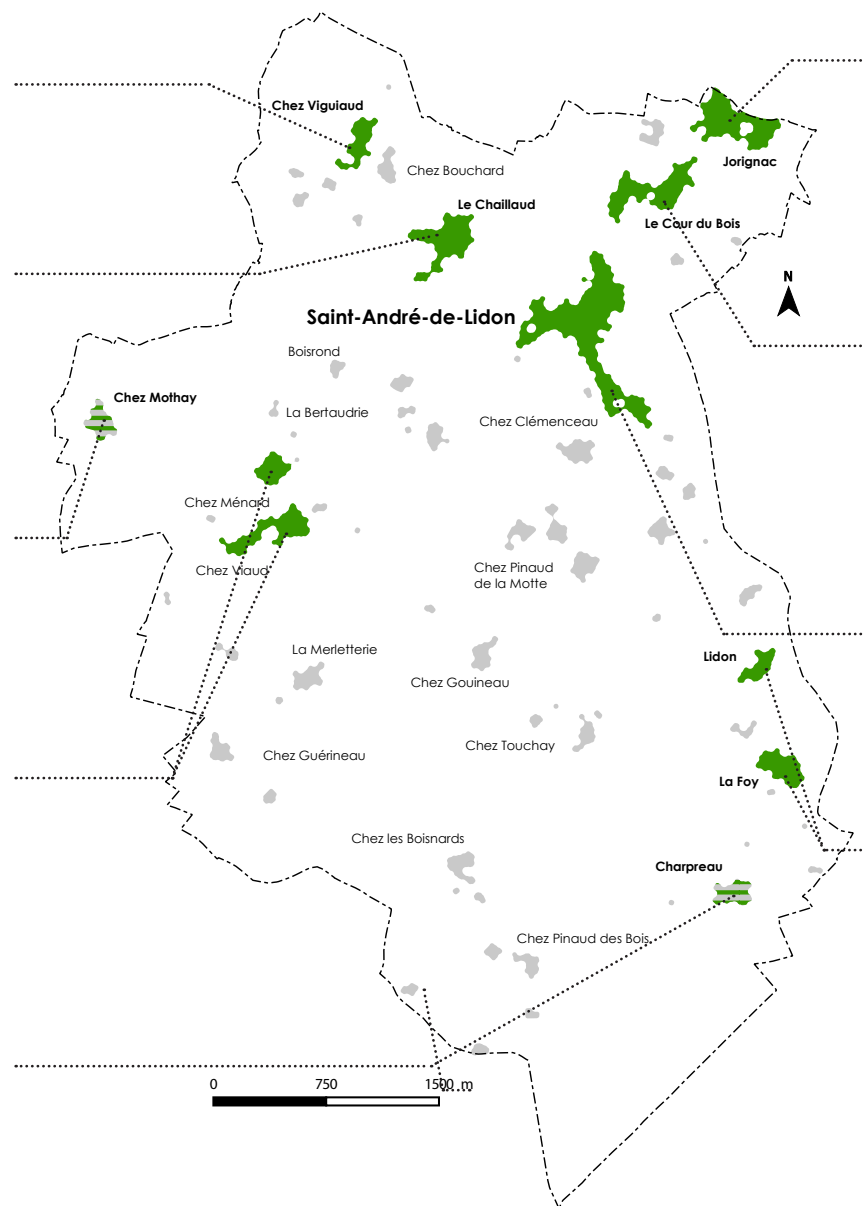 Chez Viguiaud
Jorignac
Chez Bouchard
Le Chaillaud
Le Cour du Bois
N
Saint-André-de-Lidon
Boisrond
Chez Mothay
La Bertaudrie
Chez Clémenceau
Chez Ménard
Chez Viaud
Chez Pinaud
de la Motte
La Merletterie
Lidon
Chez Gouineau
Chez Guérineau
Chez Touchay
La Foy
Chez les Boisnards
Charpreau
Chez Pinaud des Bois
0 750 1500 m